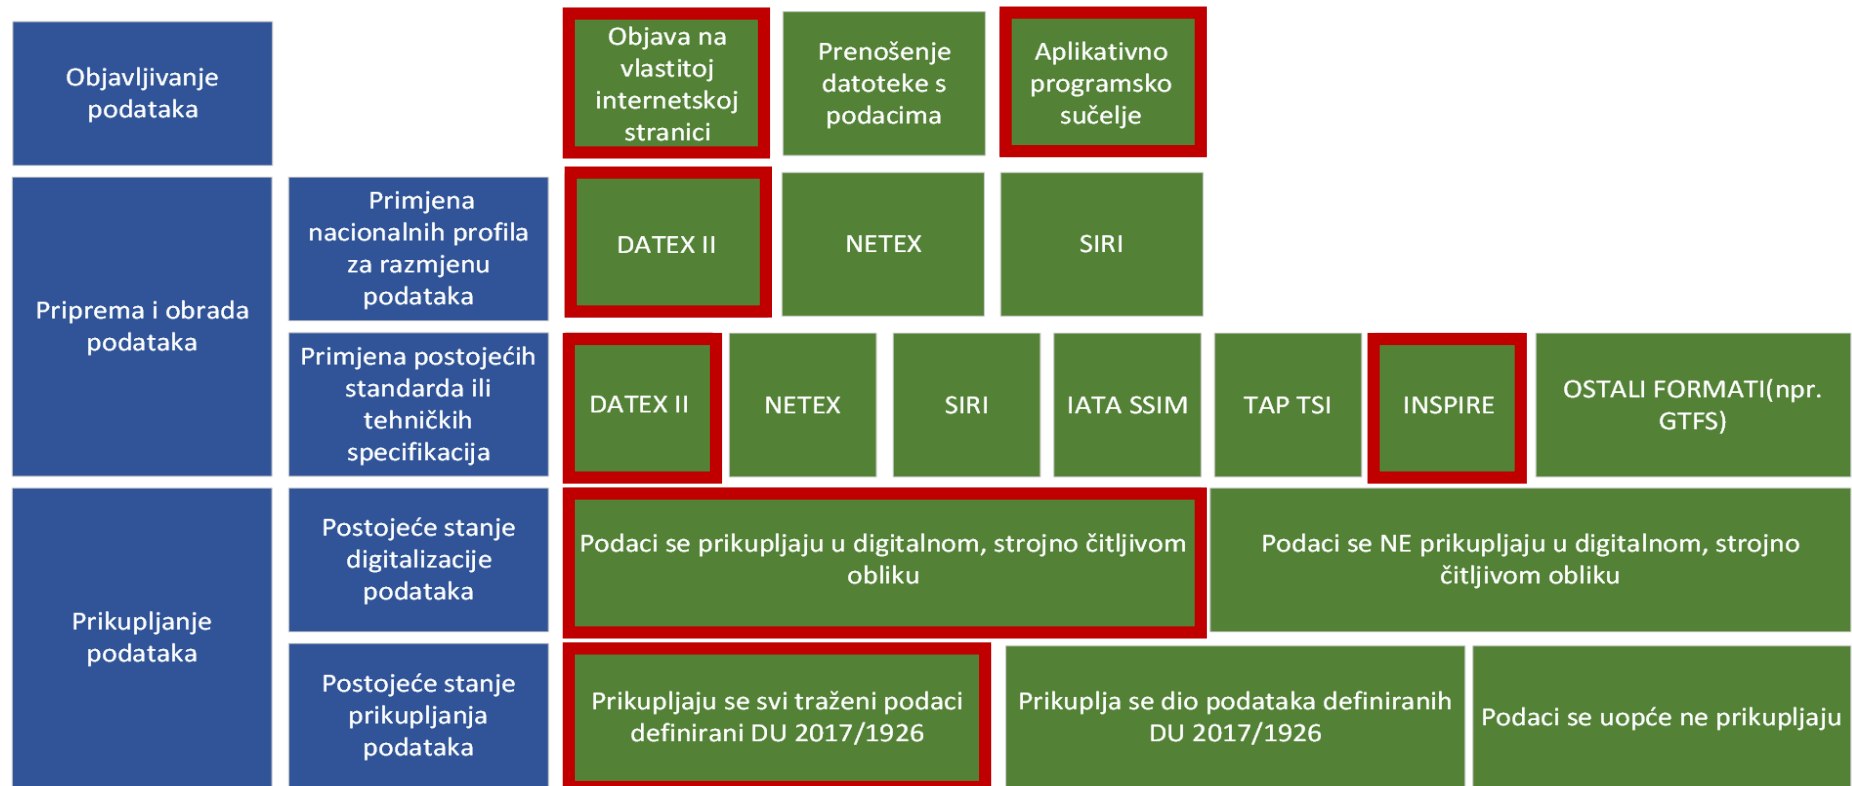 Objavljivanje
podataka
Objava na
vlastitoj
internetskoj
stranici
Prenošenje
datoteke s
podacima
Aplikativno
programsko
sučelje
Priprema i obrada
podataka
Primjena
nacionalnih profila
za razmjenu
podataka
DATEX II
NETEX
SIRI
Primjena postojećih
standarda ili
tehničkih
specifikacija
DATEX II
NETEX
SIRI
IATA SSIM
TAP TSI
INSPIRE
OSTALI FORMATI(npr.
GTFS)
Prikupljanje
podataka
Postojeće stanje
digitalizacije
podataka
Podaci se prikupljaju u digitalnom, strojno čitljivom
obliku
Podaci se NE prikupljaju u digitalnom, strojno
čitljivom obliku
Postojeće stanje
prikupljanja
podataka
Prikupljaju se svi traženi podaci
definirani DU 2017/1926
Prikuplja se dio podataka definiranih
DU 2017/1926
Podaci se uopće ne prikupljaju